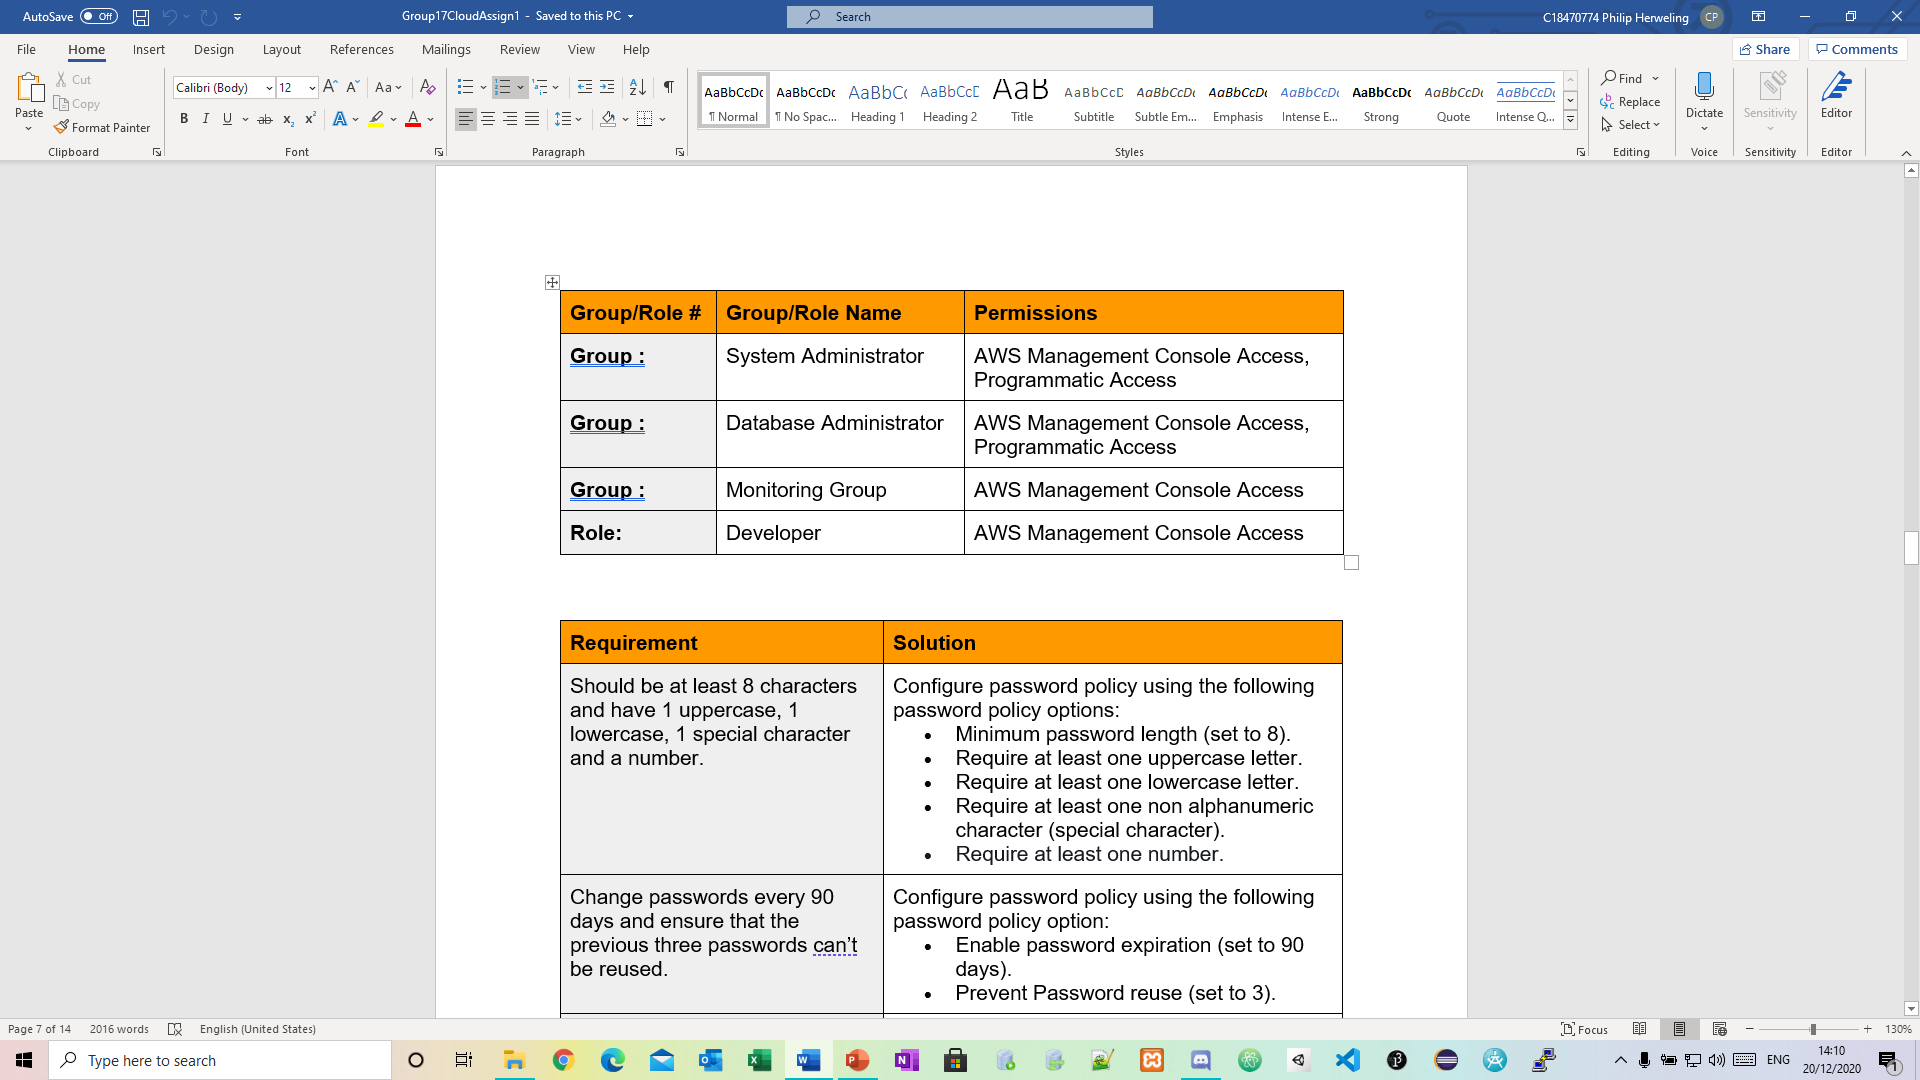 AutoSave Off Group17CloudAssign1 - Saved to this PC Search C18470774 Philip Herweling CP
File Home Insert Design Layout References Mailings Review View Help Share Comments
Paste Cut Copy Format Painter Clipboard
Calibri (Body) 12 Aa Font
Paragraph
AaBbCcDc AaBbCcDc AaBbCc AaBbCcD AaB AaBbCcD AaBbCcDc AaBbCcDc AaBbCcDc AaBbCcDc AaBbCcDc AaBbCcDc
¶ Normal ¶ No Spac... Heading 1 Heading 2 Title Subtitle Subtle Em... Emphasis Intense E... Strong Quote Intense Q...
Styles
Find Replace Select Editing
Dictate Voice
Sensitivity Sensitivity
Editor Editor
Group/Role # Group/Role Name Permissions
Group : System Administrator AWS Management Console Access,
Programmatic Access
Group : Database Administrator AWS Management Console Access,
Programmatic Access
Group : Monitoring Group AWS Management Console Access
Role: Developer AWS Management Console Access
Requirement Solution
Should be at least 8 characters
and have 1 uppercase, 1
lowercase, 1 special character
and a number.
Configure password policy using the following
password policy options:
• Minimum password length (set to 8).
• Require at least one uppercase letter.
• Require at least one lowercase letter.
• Require at least one non alphanumeric
character (special character).
• Require at least one number.
Change passwords every 90
days and ensure that the
previous three passwords can’t
be reused.
Configure password policy using the following
password policy option:
• Enable password expiration (set to 90
days).
• Prevent Password reuse (set to 3).
Page 7 of 14 2016 words English (United States) Focus 130%
Type here to search ENG 14:10
20/12/2020